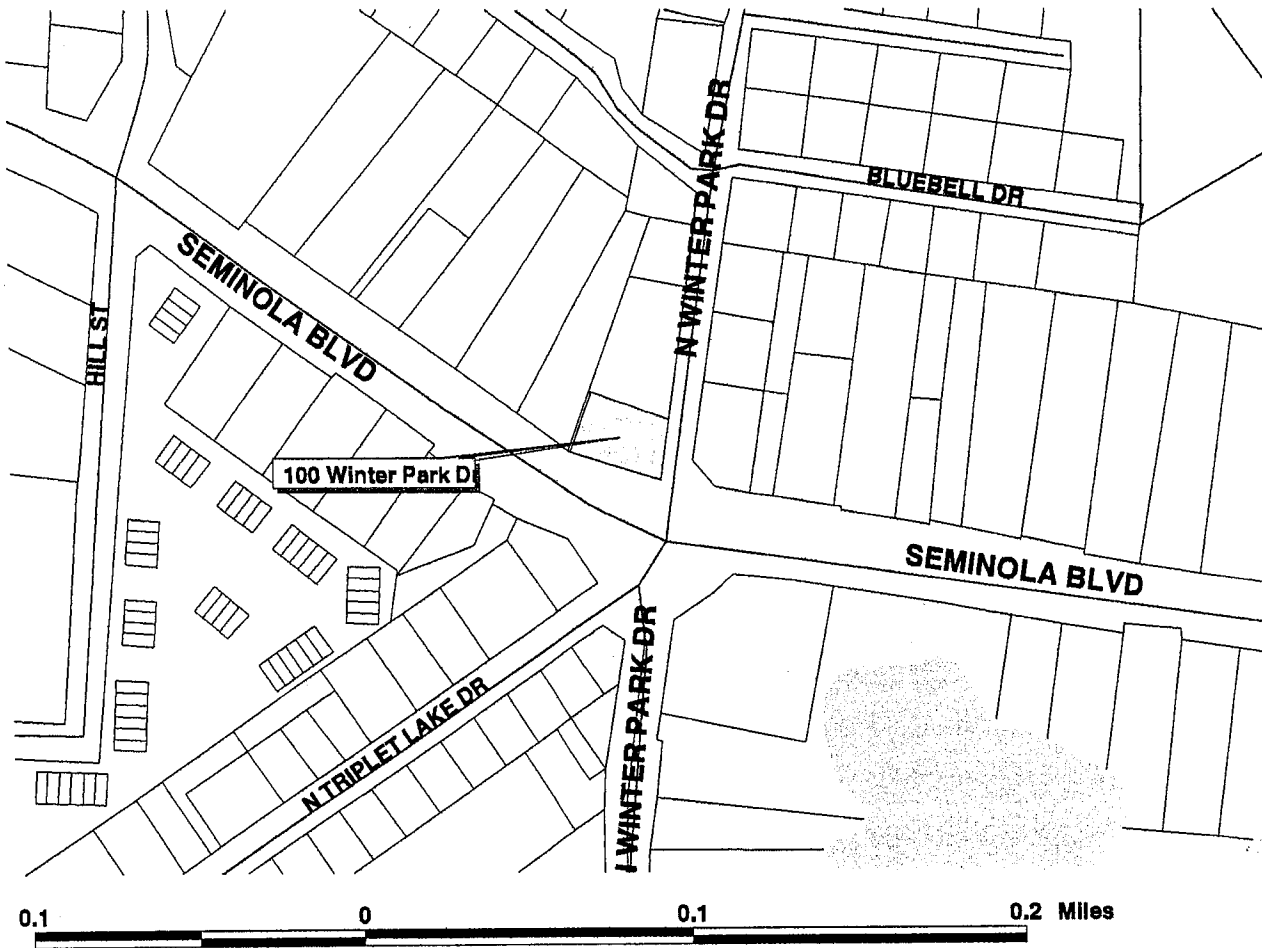 N WINTER PARK DR
BLUEBELL DR
SEMINOLA BLVD
HILL ST
100 Winter Park D
SEMINOLA BLVD
WINTER PARK DR
N TRIPLET LAKE DR
0.1 0 0.1 0.2 Miles